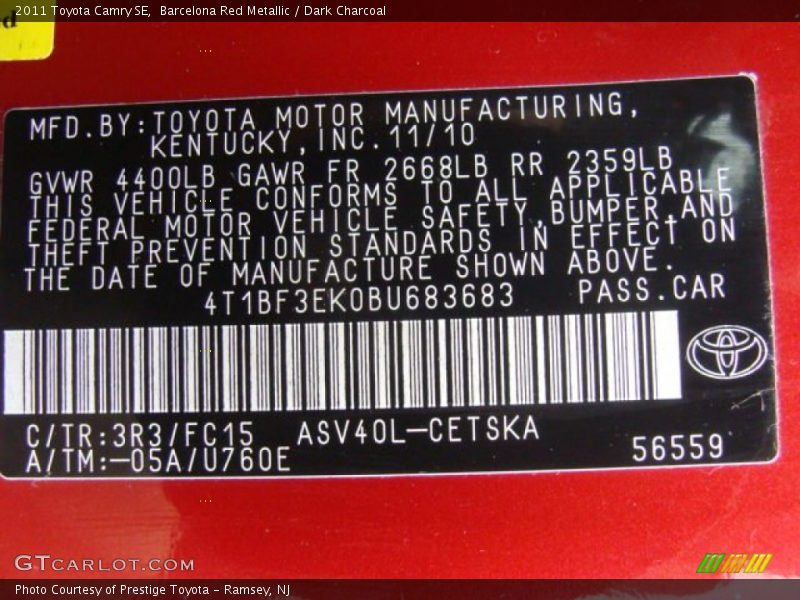 2011 Toyota Camry SE,  Barcelona Red Metallic / Dark Charcoal
d
MFD.BY:TOYOTA MOTOR MANUFACTURING,
KENTUCKY,INC.11/10
GVWR 4400LB GAWR FR 2668LB RR 2359LB
THIS VEHICLE CONFORMS TO ALL APPLICABLE
FEDERAL MOTOR VEHICLE SAFETY,BUMPER,AND
THEFT PREVENTION STANDARDS IN EFFECT ON
THE DATE OF MANUFACTURE SHOWN ABOVE.
4T1BF3EK0BU683683 PASS.CAR
C/TR:3R3/FC15 ASV40L-CETSKA
A/TM:-05A/U760E 56559
GTCARLOT.COM
Photo Courtesy of Prestige Toyota - Ramsey, NJ